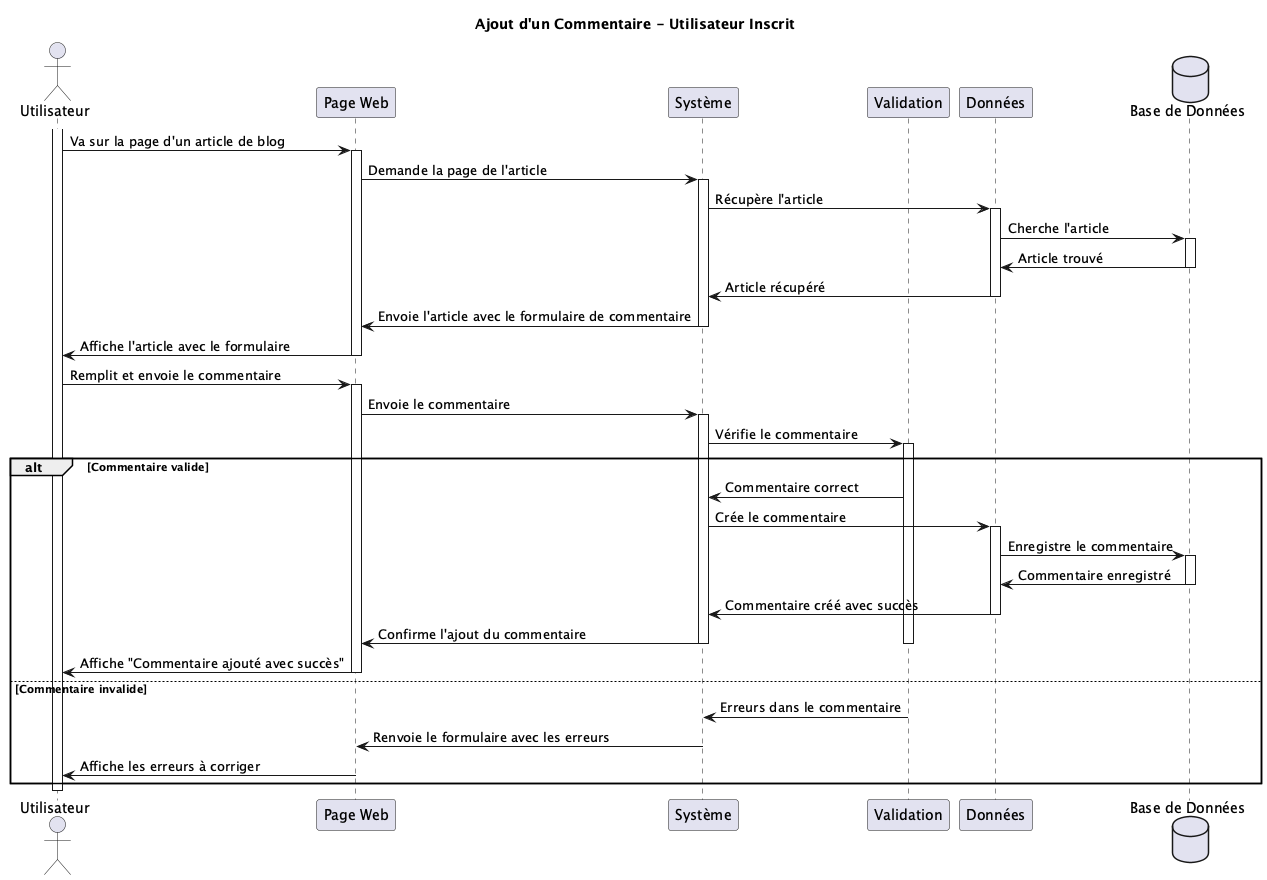 Ajout d'un Commentaire – Utilisateur Inscrit
Utilisateur
Page Web
Système
Validation
Données
Base de Données
Va sur la page d'un article de blog
Demande la page de l'article
Récupère l'article
Cherche l'article
Article trouvé
Article récupéré
Envoie l'article avec le formulaire de commentaire
Affiche l'article avec le formulaire
Remplit et envoie le commentaire
Envoie le commentaire
Vérifie le commentaire
alt [Commentaire valide]
Commentaire correct
Crée le commentaire
Enregistre le commentaire
Commentaire enregistré
Commentaire créé avec succès
Confirme l'ajout du commentaire
Affiche "Commentaire ajouté avec succès"
[Commentaire invalide]
Erreurs dans le commentaire
Renvoie le formulaire avec les erreurs
Affiche les erreurs à corriger
Utilisateur
Page Web
Système
Validation
Données
Base de Données